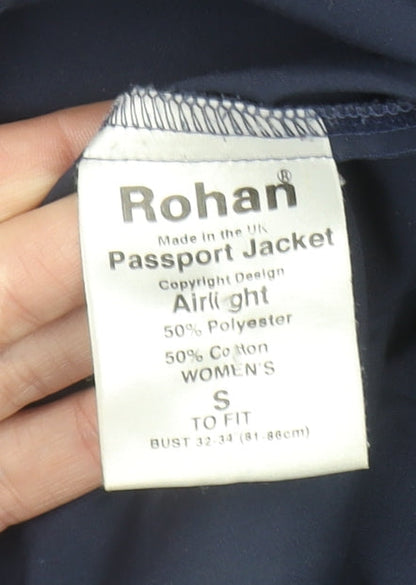 Rohan®
Made in the UK
Passport Jacket
Copyright Design
Airlight
50% Polyester
50% Cotton
WOMEN'S
S
TO FIT
BUST 32-34 (81-86cm)